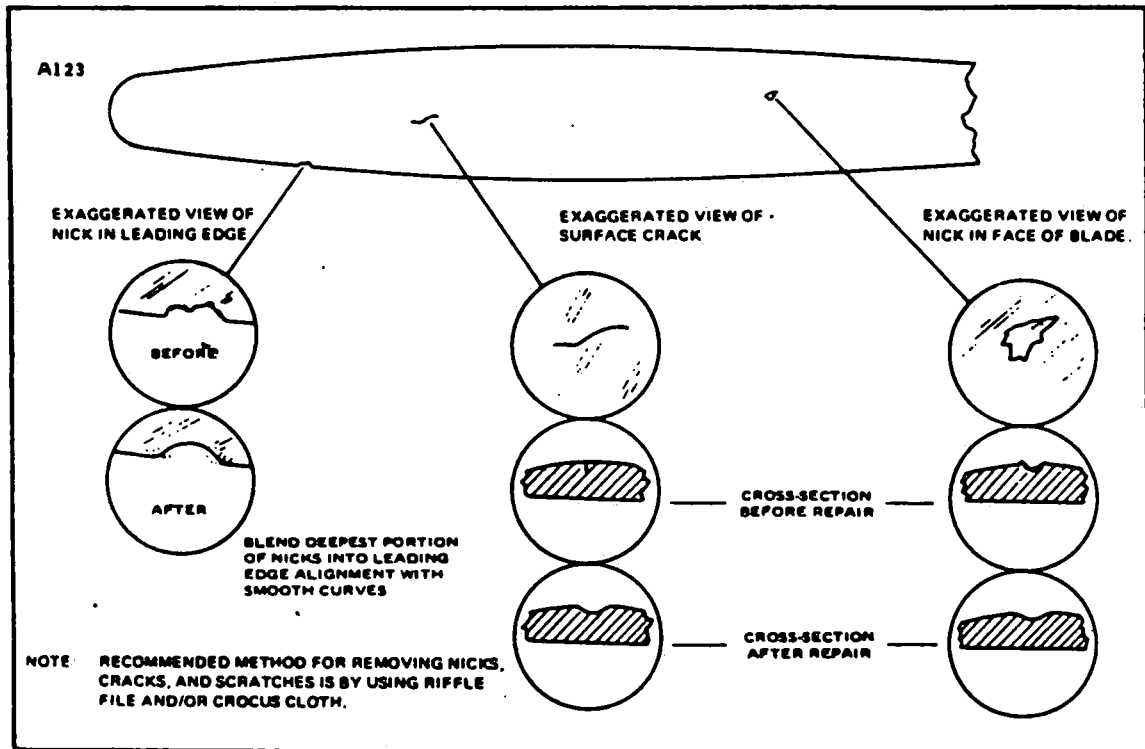 A123
EXAGGERATED VIEW OF
NICK IN LEADING EDGE
EXAGGERATED VIEW OF
SURFACE CRACK
EXAGGERATED VIEW OF
NICK IN FACE OF BLADE.
BEFORE
AFTER
BLEND DEEPEST PORTION
OF NICKS INTO LEADING
EDGE ALIGNMENT WITH
SMOOTH CURVES
CROSS-SECTION
BEFORE REPAIR
CROSS-SECTION
AFTER REPAIR
NOTE RECOMMENDED METHOD FOR REMOVING NICKS,
CRACKS, AND SCRATCHES IS BY USING RIFFLE
FILE AND/OR CROCUS CLOTH.